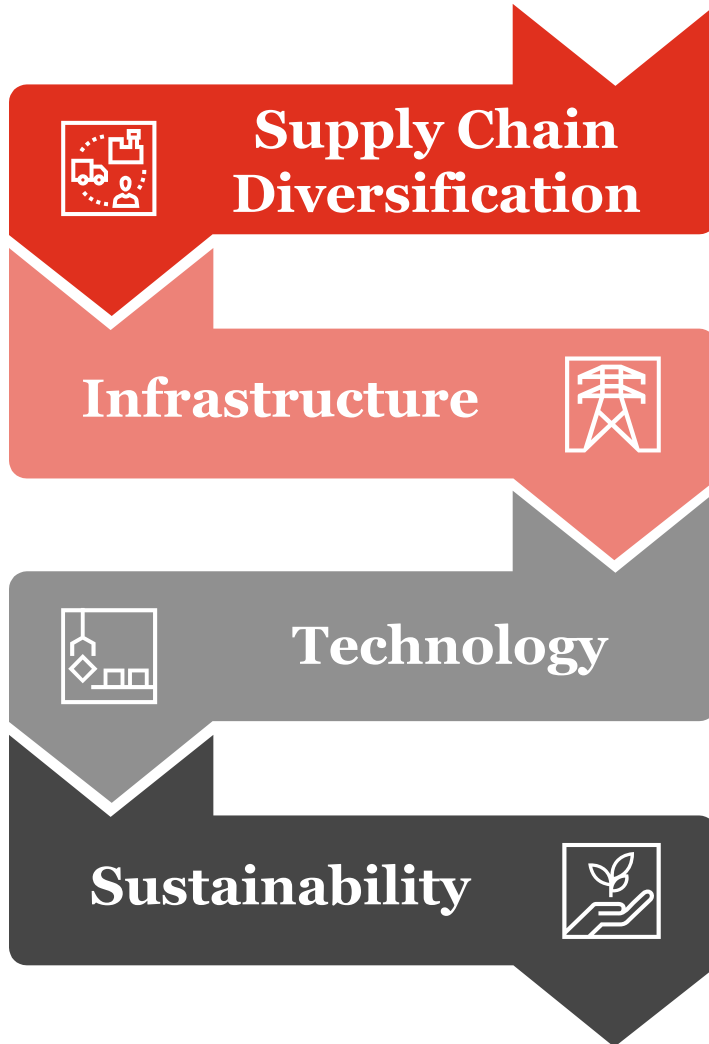 Supply Chain
Diversification
Infrastructure
Technology
Sustainability